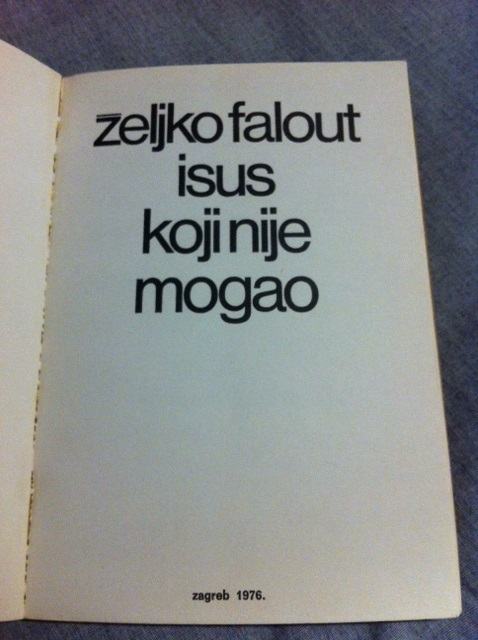 željko falout
isus
koji nije
mogao
zagreb 1976.